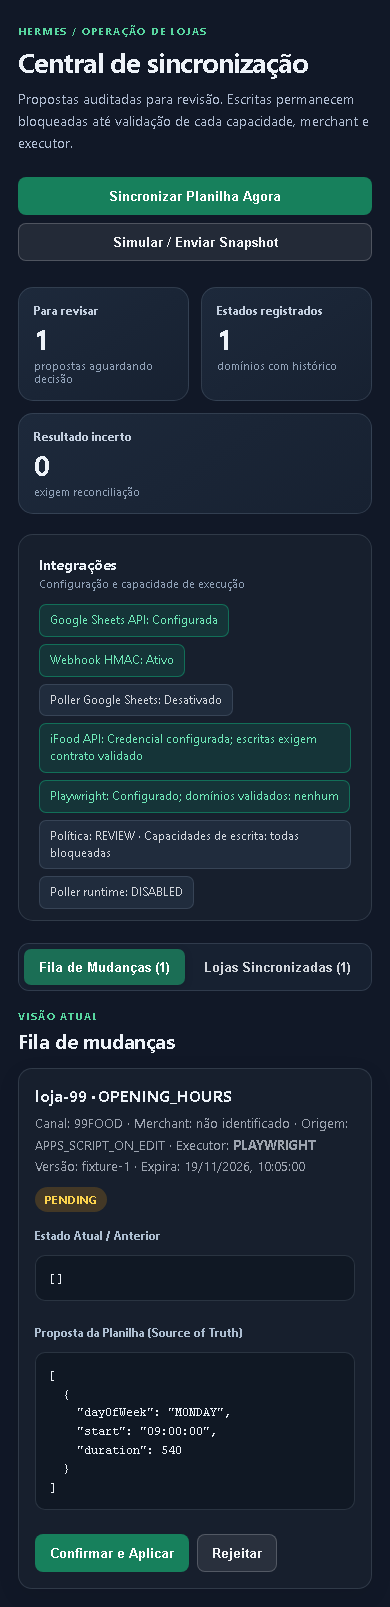 HERMES / OPERAÇÃO DE LOJAS
Central de sincronização
Propostas auditadas para revisão. Escritas permanecem
bloqueadas até validação de cada capacidade, merchant e
executor.
Sincronizar Planilha Agora
Simular / Enviar Snapshot
Para revisar
1
propostas aguardando
decisão
Estados registrados
1
domínios com histórico
Resultado incerto
0
exigem reconciliação
Integrações
Configuração e capacidade de execução
Google Sheets API: Configurada
Webhook HMAC: Ativo
Poller Google Sheets: Desativado
iFood API: Credencial configurada; escritas exigem
contrato validado
Playwright: Configurado; domínios validados: nenhum
Política: REVIEW · Capacidades de escrita: todas
bloqueadas
Poller runtime: DISABLED
Fila de Mudanças (1)
Lojas Sincronizadas (1)
VISÃO ATUAL
Fila de mudanças
loja-99 · OPENING_HOURS
Canal: 99FOOD · Merchant: não identificado · Origem:
APPS_SCRIPT_ON_EDIT · Executor: PLAYWRIGHT
Versão: fixture-1 · Expira: 19/11/2026, 10:05:00
PENDING
Estado Atual / Anterior
[]
Proposta da Planilha (Source of Truth)
[
  {
    "dayOfWeek": "MONDAY",
    "start": "09:00:00",
    "duration": 540
  }
]
Confirmar e Aplicar
Rejeitar